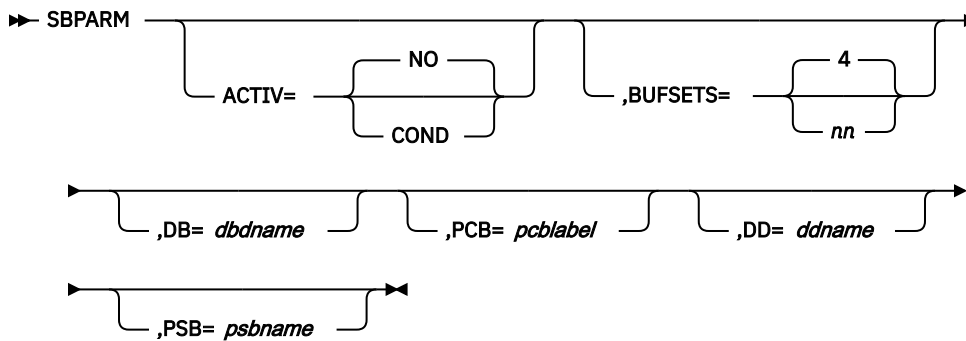 SBPARM
NO
4
ACTIV=
,BUFSETS=
COND
nn
,DB= dbdname
,PCB= pcblabel
,DD= ddname
,PSB= psbname